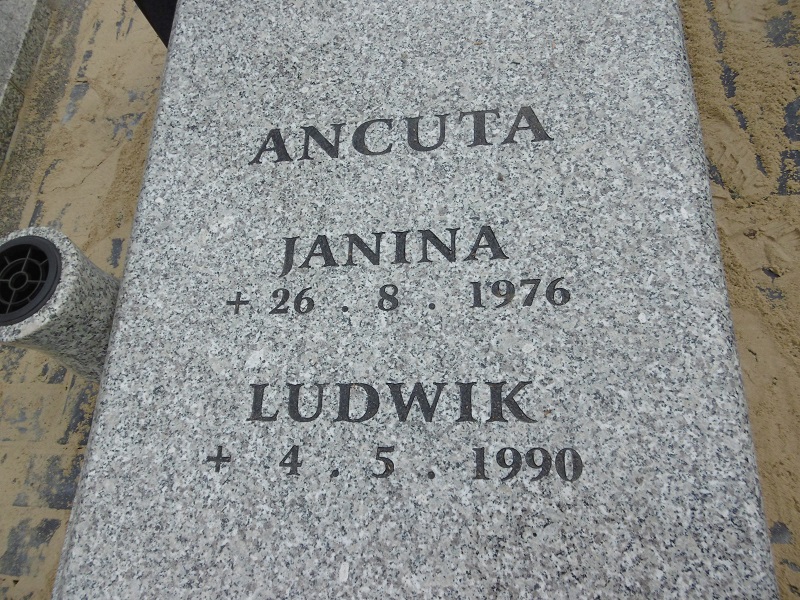 ANCUTA
JANINA
+ 26 . 8 . 1976
LUDWIK
+ 4 . 5 . 1990